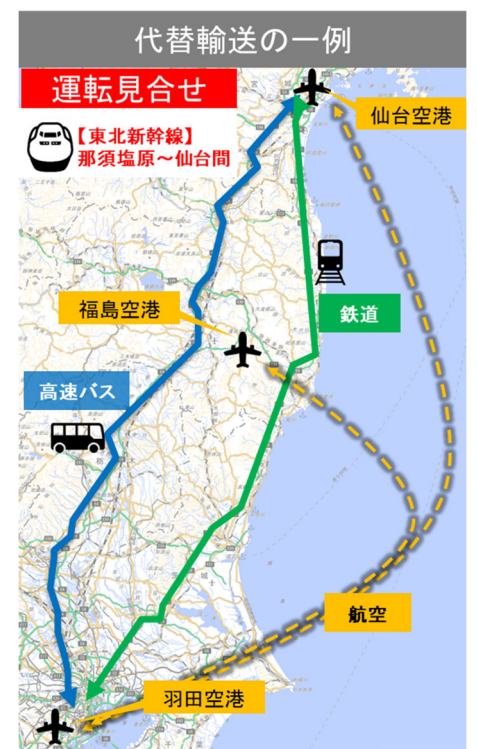 代替輸送の一例
運転見合せ
【東北新幹線】
那須塩原～仙台間
仙台空港
福島空港
鉄道
高速バス
航空
羽田空港